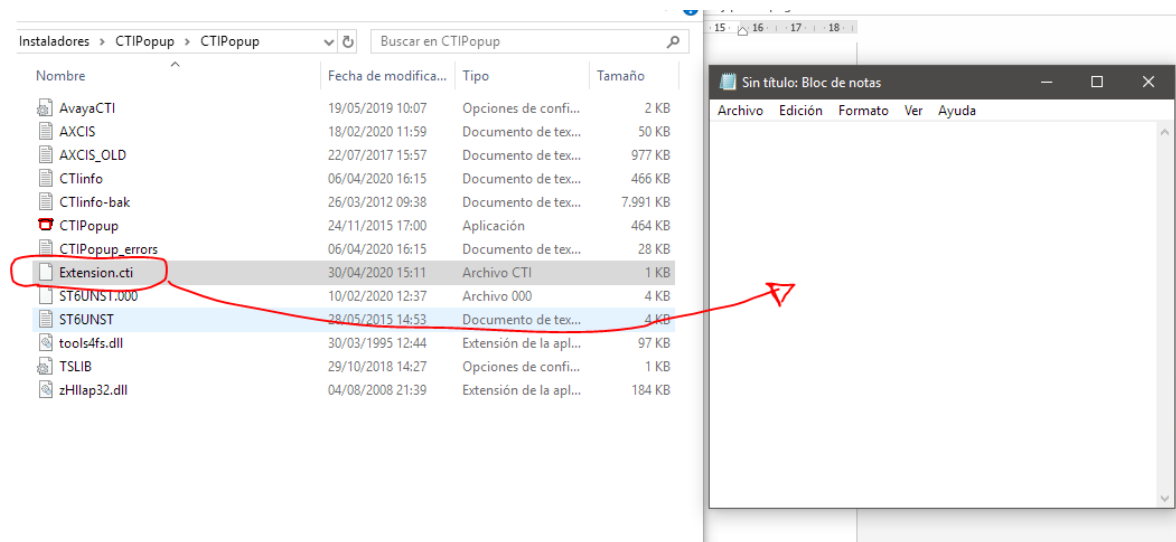 Instaladores > CTIPopup > CTIPopup
Buscar en CTIPopup
Nombre Fecha de modifica... Tipo Tamaño
AvayaCTI 19/05/2019 10:07 Opciones de confi... 2 KB
AXCIS 18/02/2020 11:59 Documento de tex... 50 KB
AXCIS_OLD 22/07/2017 15:57 Documento de tex... 977 KB
CTIinfo 06/04/2020 16:15 Documento de tex... 466 KB
CTIinfo-bak 26/03/2012 09:38 Documento de tex... 7.991 KB
CTIPopup 24/11/2015 17:00 Aplicación 464 KB
CTIPopup_errors 06/04/2020 16:15 Documento de tex... 28 KB
Extension.cti 30/04/2020 15:11 Archivo CTI 1 KB
ST6UNST.000 10/02/2020 12:37 Archivo 000 4 KB
ST6UNST 28/05/2015 14:53 Documento de tex... 4 KB
tools4fs.dll 30/03/1995 12:44 Extensión de la apl... 97 KB
TSLIB 29/10/2018 14:27 Opciones de confi... 1 KB
zHllap32.dll 04/08/2008 21:39 Extensión de la apl... 184 KB
15 16 17 18
Sin título: Bloc de notas
Archivo Edición Formato Ver Ayuda